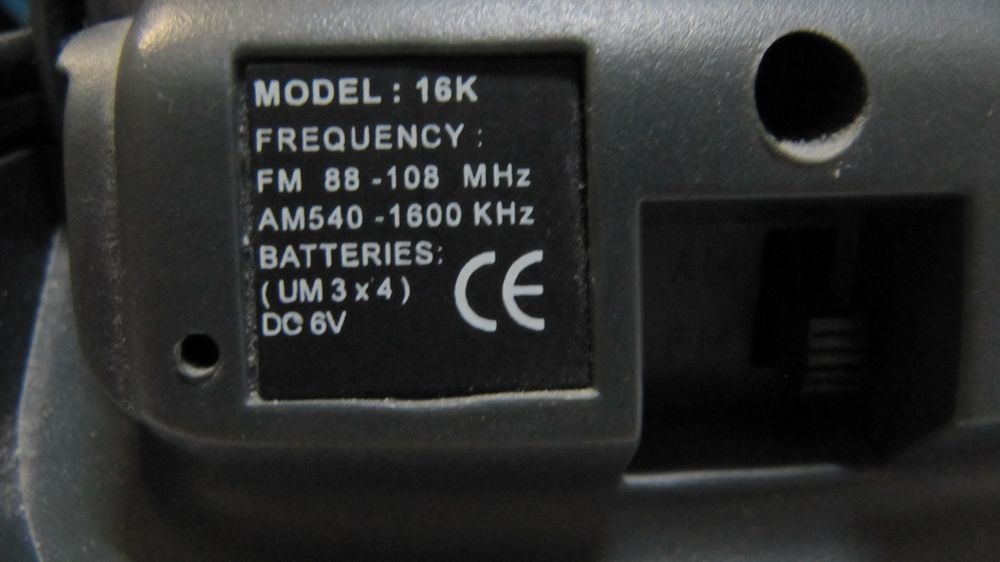 MODEL : 16K
FREQUENCY :
FM 88 -108 MHz
AM540 -1600 KHz
BATTERIES:
( UM 3 x 4 )
DC 6V
CE